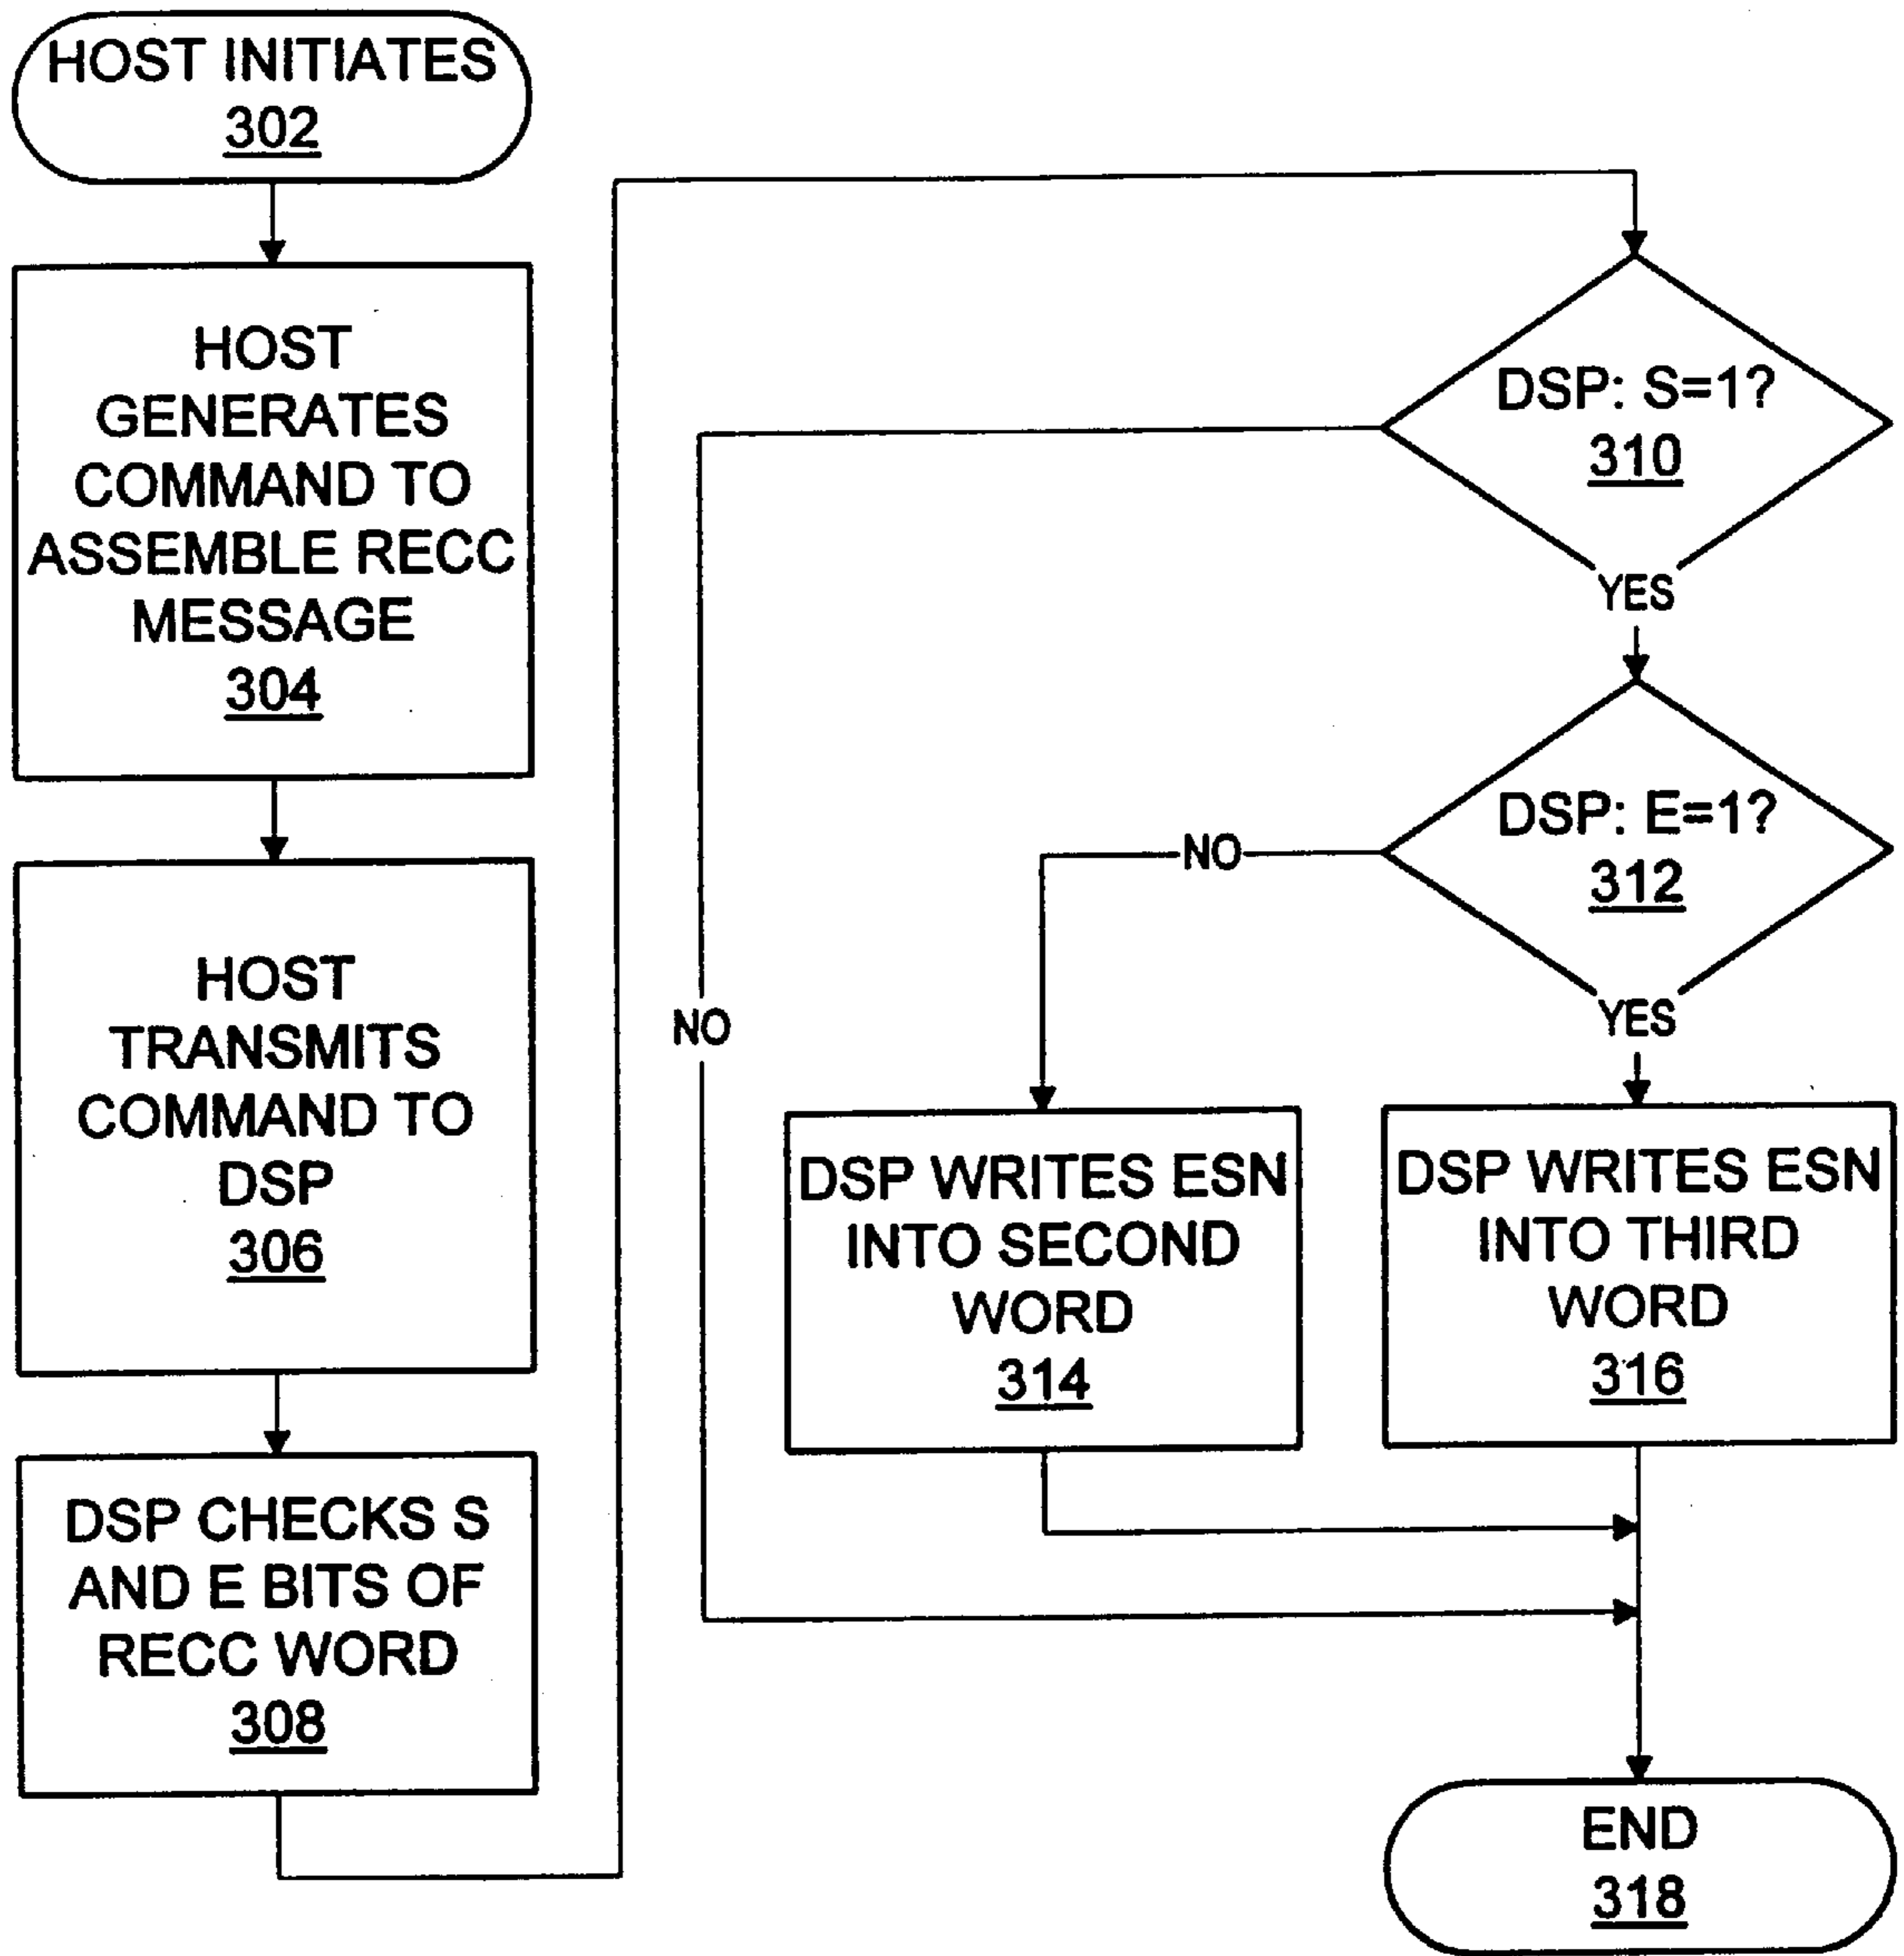 HOST INITIATES
302
HOST
GENERATES
COMMAND TO
ASSEMBLE RECC
MESSAGE
304
HOST
TRANSMITS
COMMAND TO
DSP
306
DSP CHECKS S
AND E BITS OF
RECC WORD
308
DSP: S=1?
310
YES
NO
DSP: E=1?
312
NO
YES
DSP WRITES ESN
INTO SECOND
WORD
314
DSP WRITES ESN
INTO THIRD
WORD
316
END
318